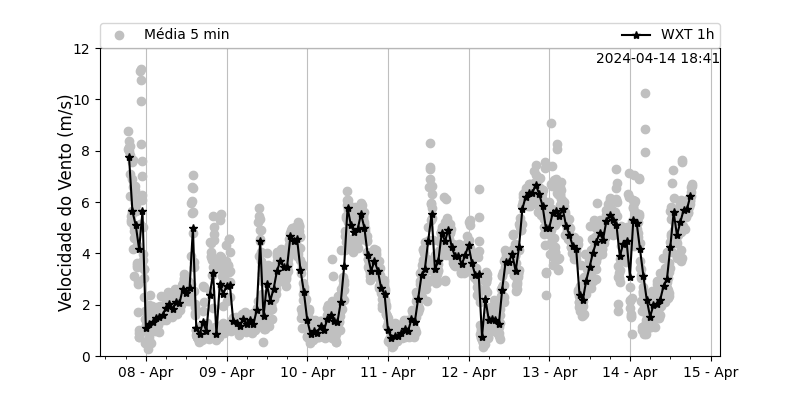 Média 5 min
WXT 1h
2024-04-14 18:41
Velocidade do Vento (m/s)
12
10
8
6
4
2
0
08 - Apr
09 - Apr
10 - Apr
11 - Apr
12 - Apr
13 - Apr
14 - Apr
15 - Apr